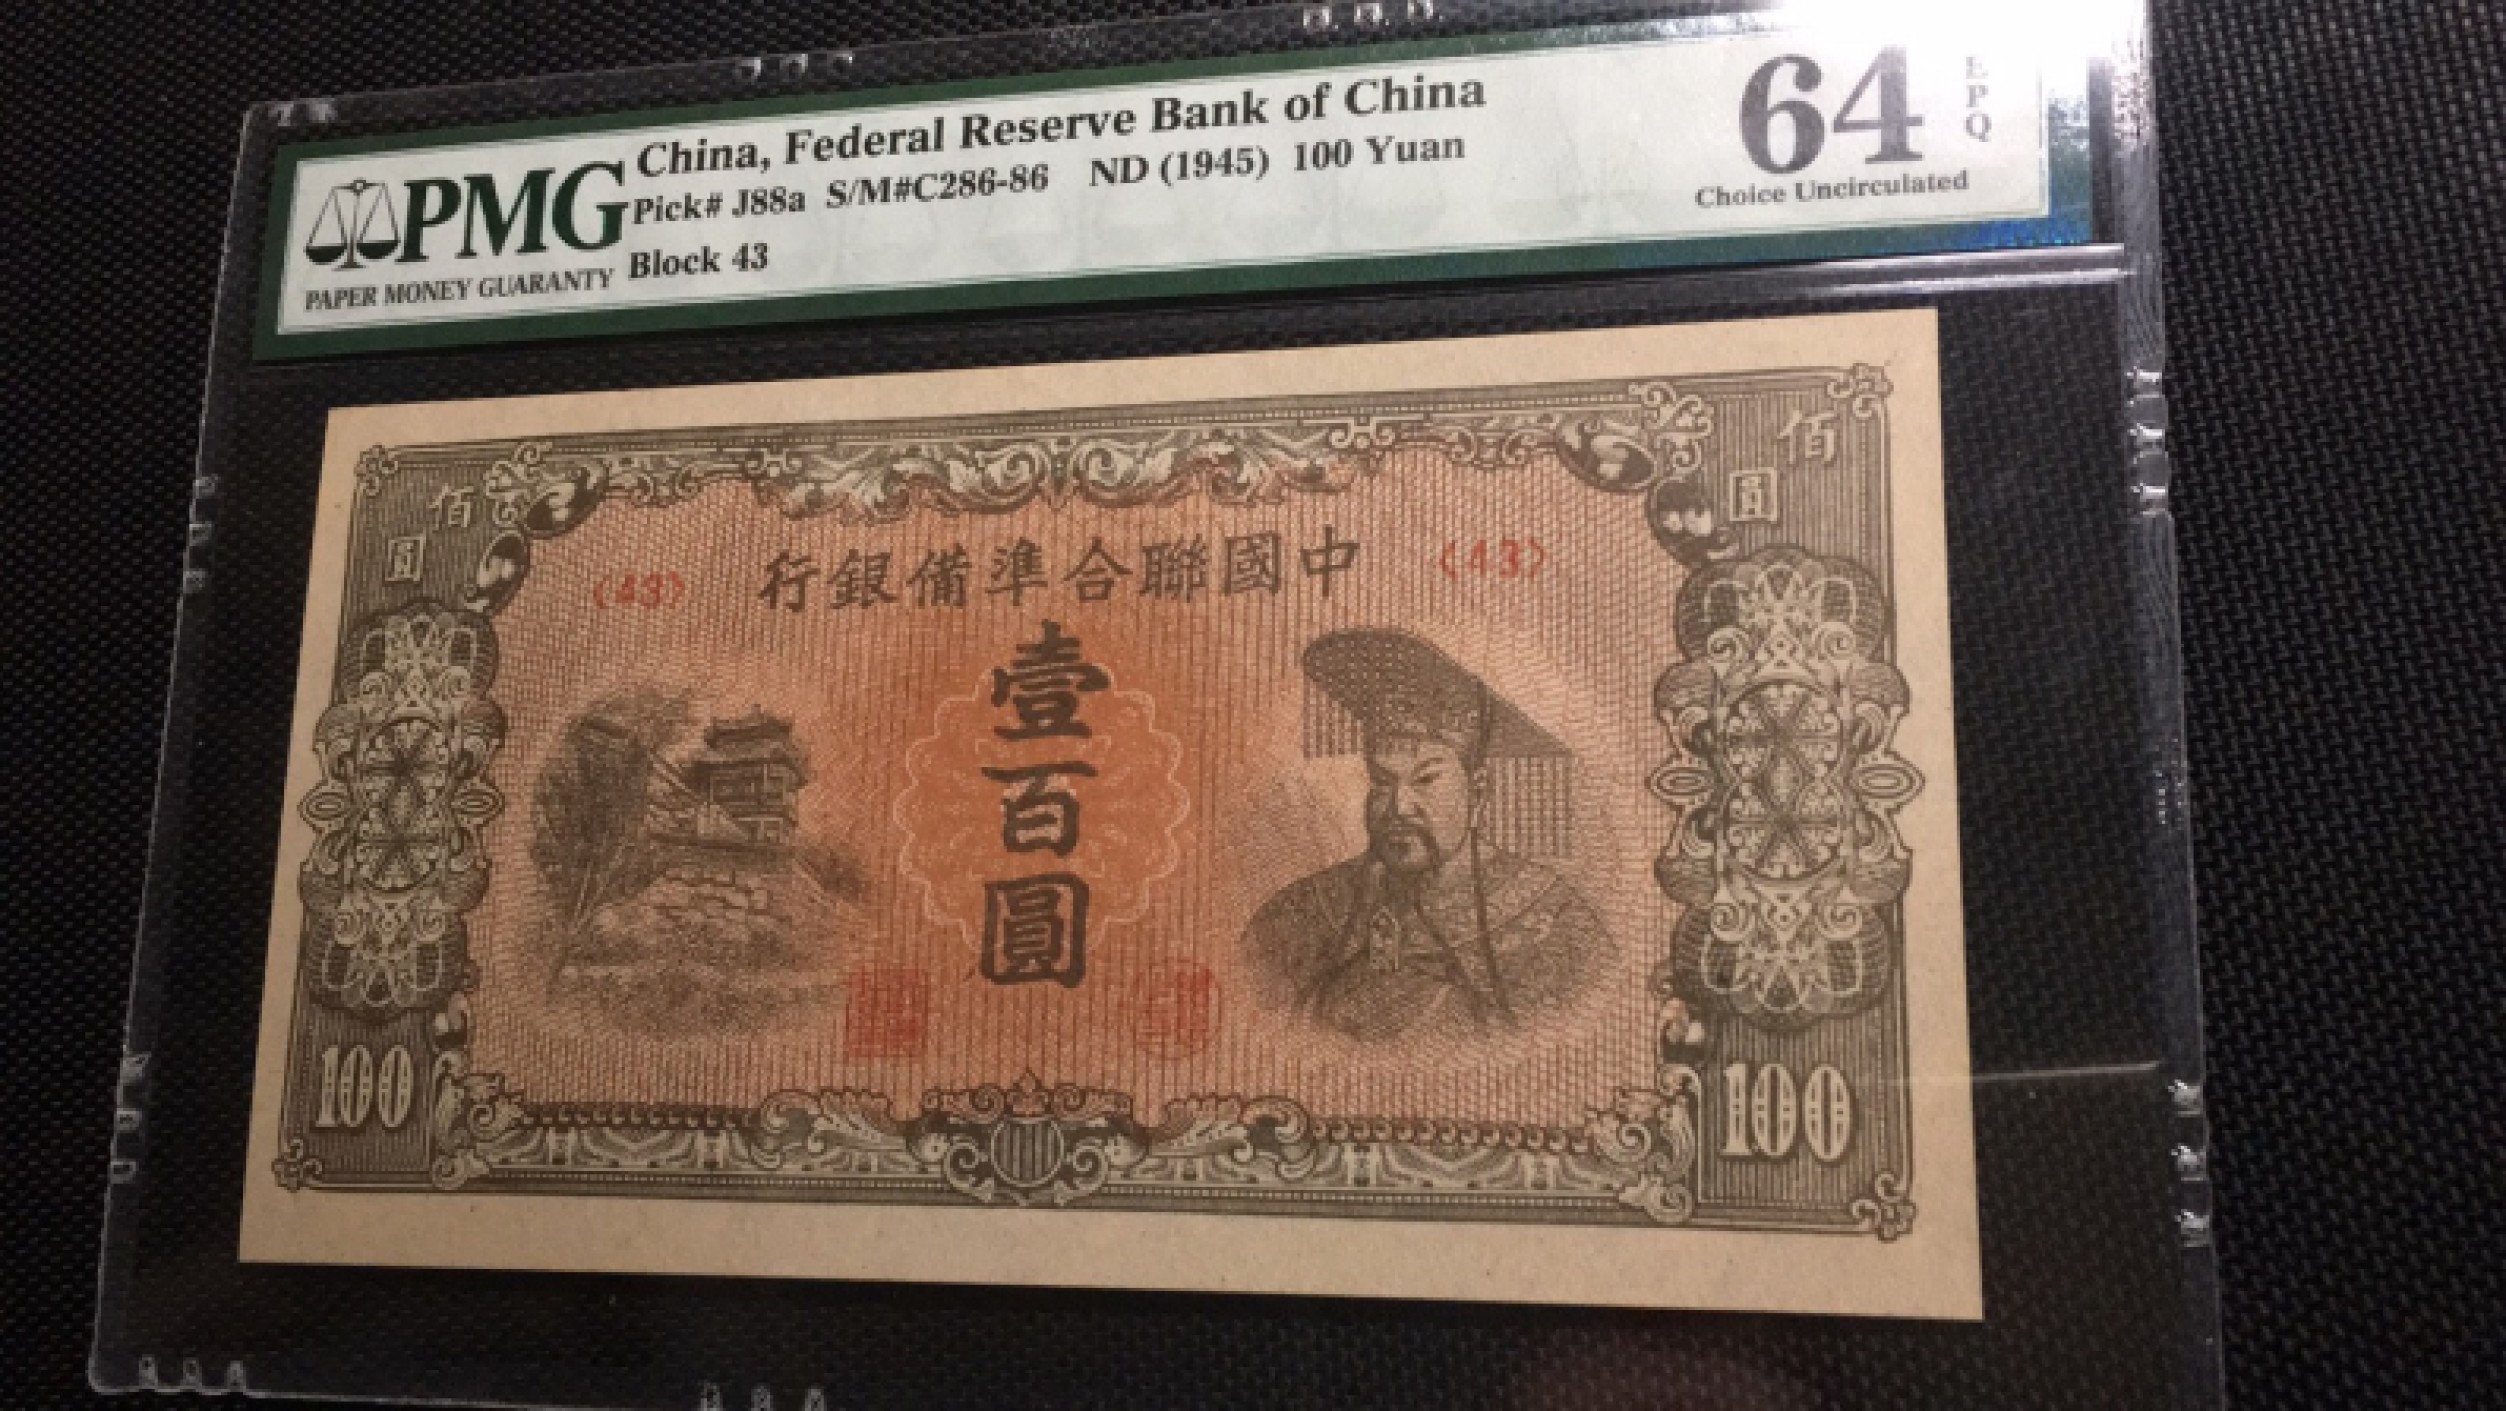 China, Federal Reserve Bank of China
Pick# J88a S/M#C286-86 ND (1945) 100 Yuan
Block 43
PMG
PAPER MONEY GUARANTY
64
EPQ
Choice Uncirculated
佰圓
佰圓
(43) 行銀備準合聯國中 (43)
壹百圓
100
100